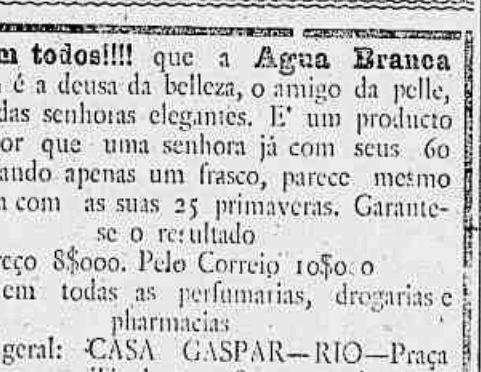 m todos!!!! que a Agua Branca
é a deusa da belleza, o amigo da pelle,
das senhoras elegantes. E' um producto
or que uma senhora já com seus 60
ando apenas um frasco, parece mesmo
a com as suas 25 primaveras. Garante-
se o resultado
reço 8$000. Pelo Correio 10$0 0
em todas as perfumarias, drogarias e
pharmacias
geral: CASA GASPAR—RIO—Praça